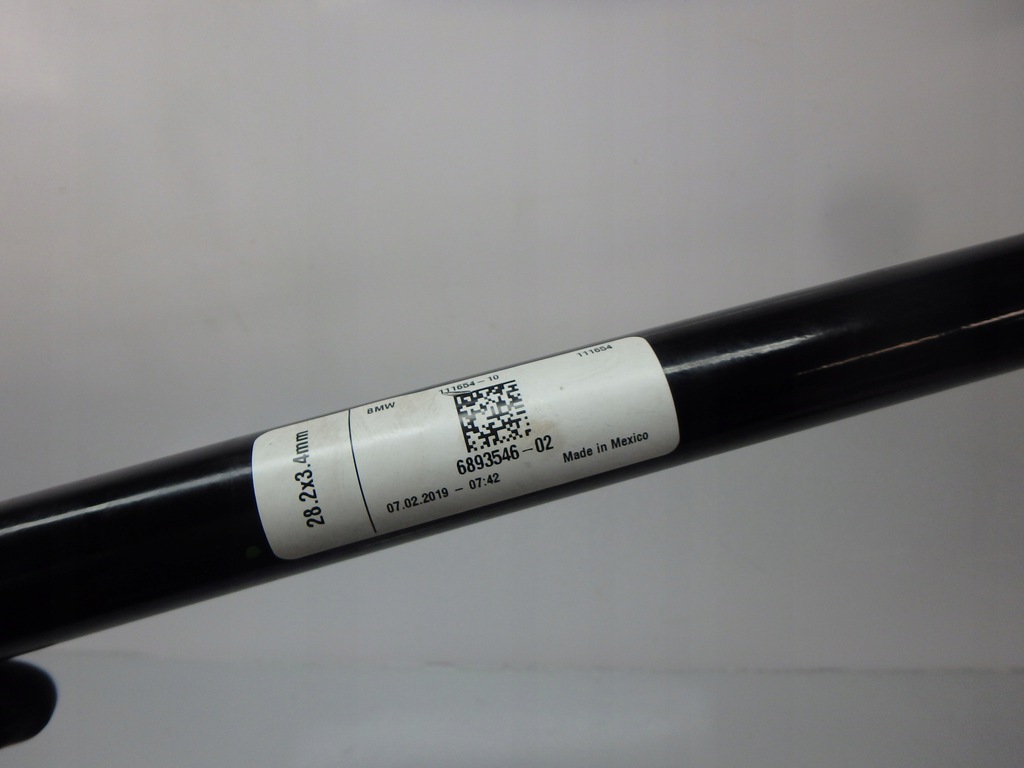 28.2x3.4mm
BMW
111654-10
111654
6893546-02
Made in Mexico
07.02.2019 - 07:42